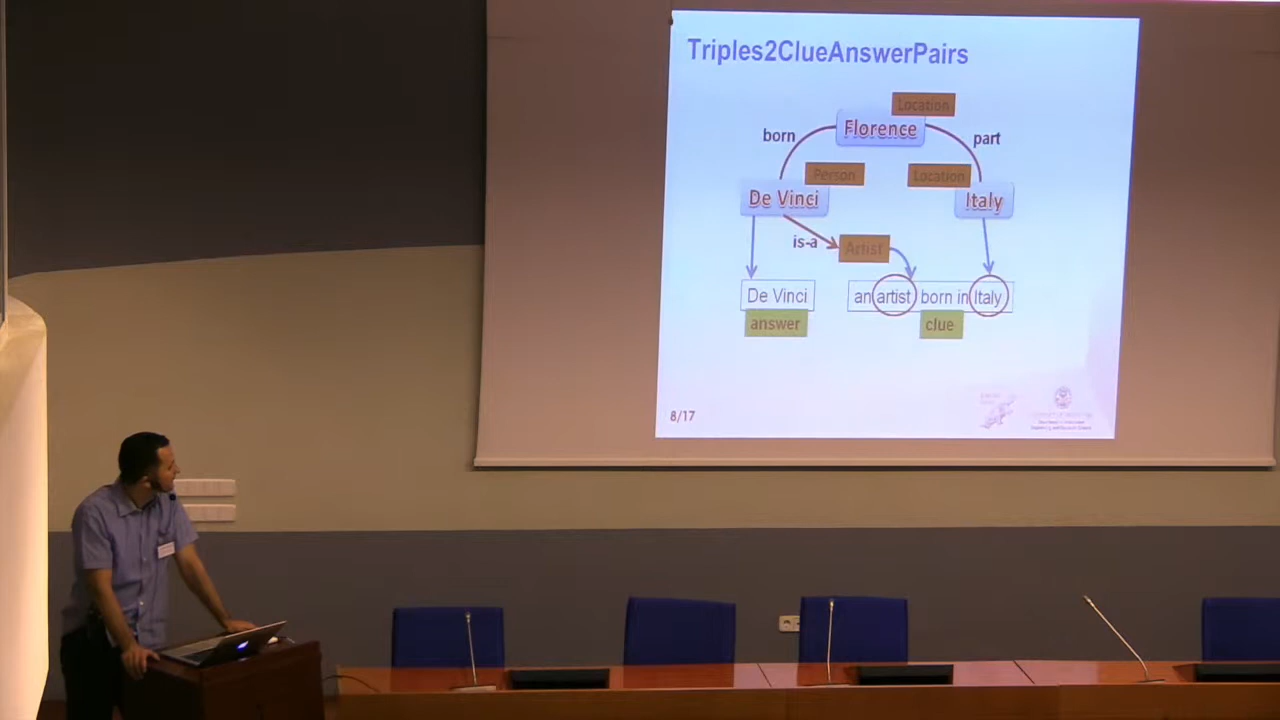 Triples2ClueAnswerPairs
Location
Florence
born
part
Person
Location
De Vinci
Italy
is-a
Artist
De Vinci
an artist born in Italy
answer
clue
8/17